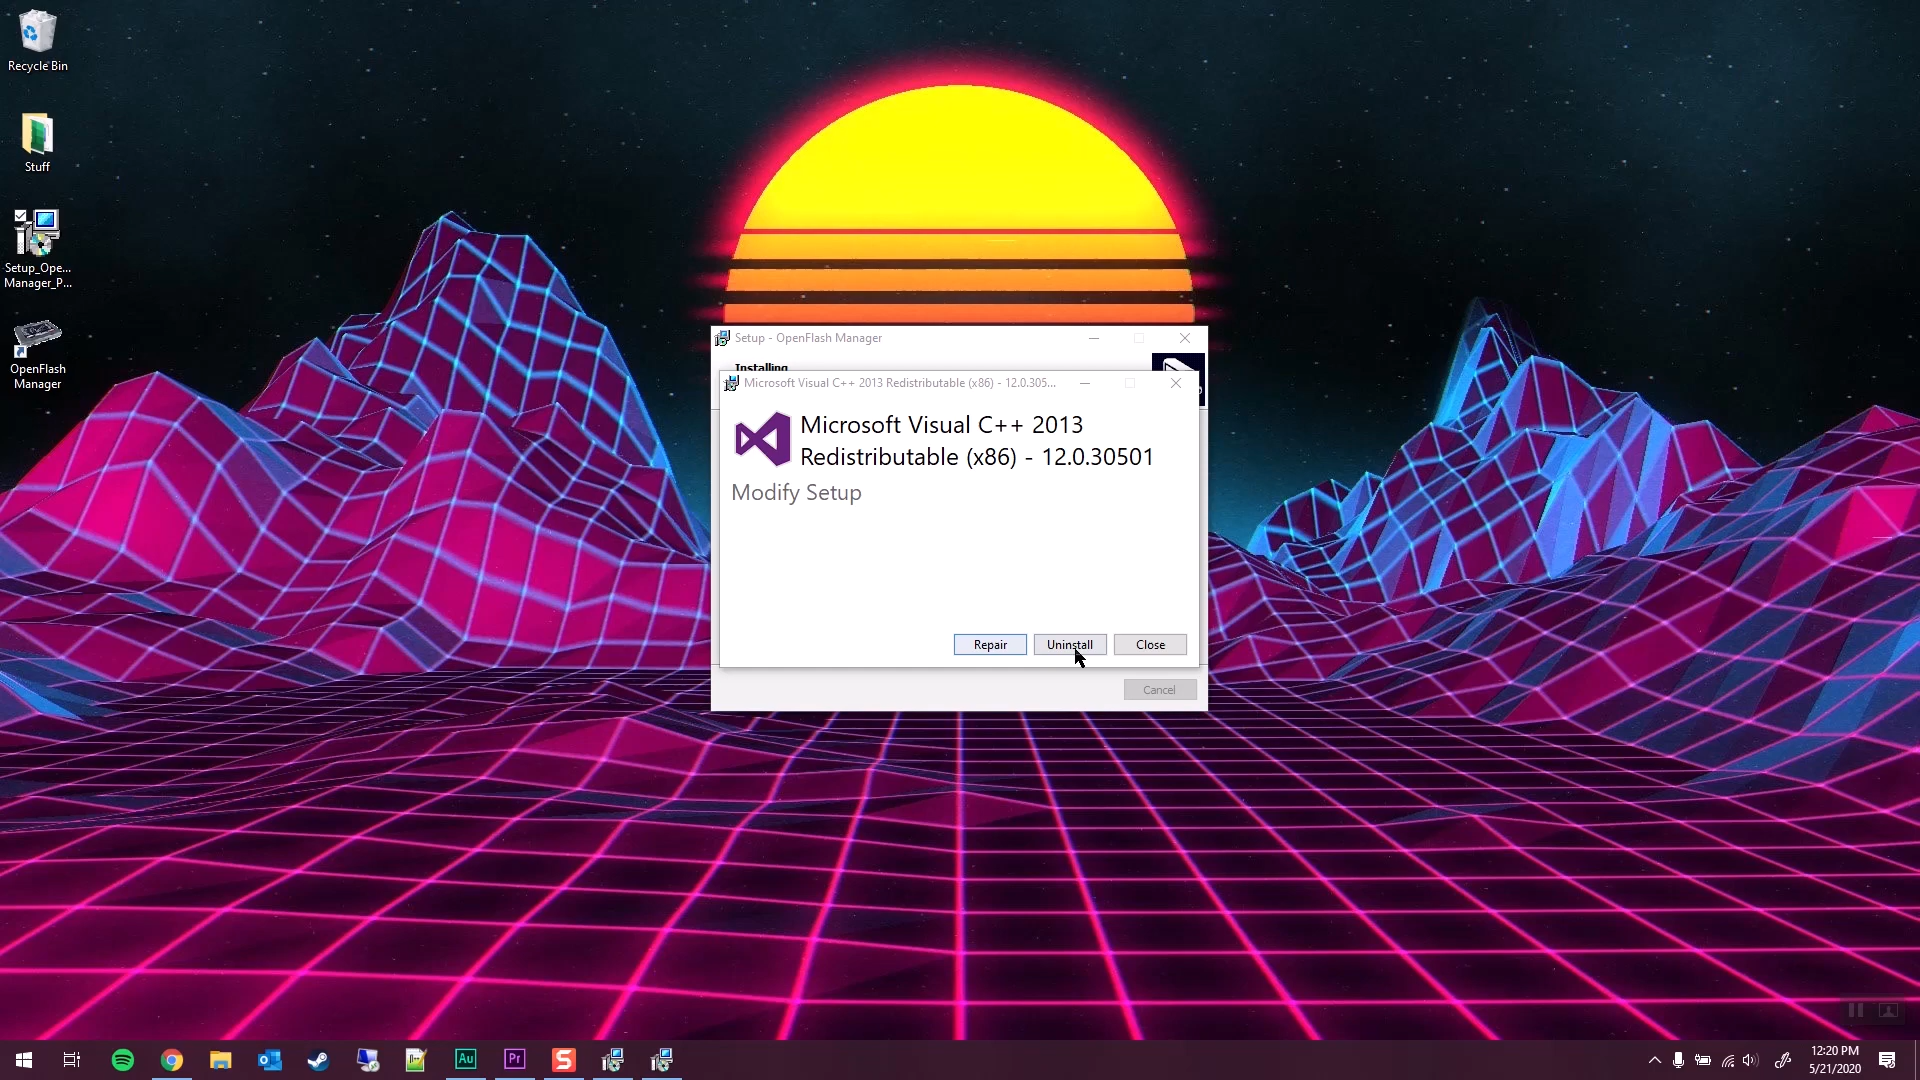 Recycle Bin
Stuff
Setup_Ope...
Manager_P...
OpenFlash
Manager
Setup - OpenFlash Manager
Installing
Microsoft Visual C++ 2013 Redistributable (x86) - 12.0.305...
Microsoft Visual C++ 2013
Redistributable (x86) - 12.0.30501
Modify Setup
Repair
Uninstall
Close
Cancel
Au
Pr
S
12:20 PM
5/21/2020